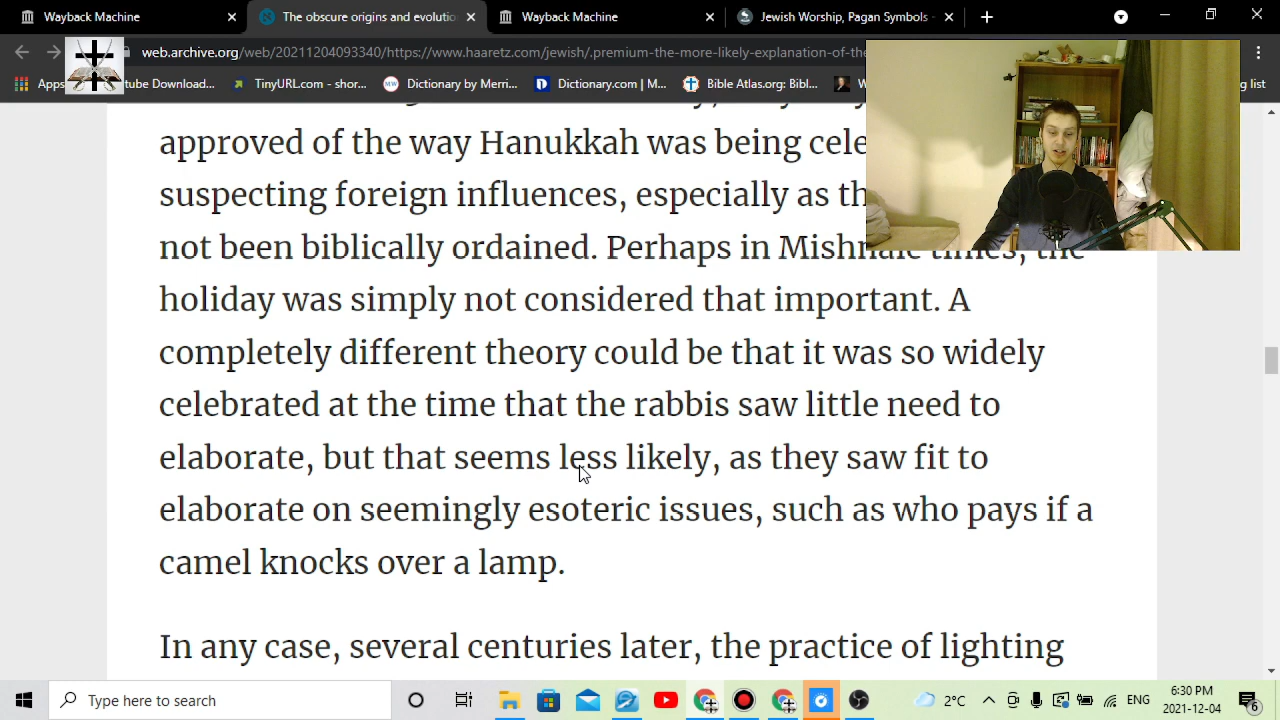 Wayback Machine
The obscure origins and evolutio
Wayback Machine
Jewish Worship, Pagan Symbols -
web.archive.org/web/20211204093340/https://www.haaretz.com/jewish/.premium-the-more-likely-explanation-of-the
Apps
tube Download...
TinyURL.com - shor...
Dictionary by Merri...
Dictionary.com | M...
Bible Atlas.org: Bibl...
approved of the way Hanukkah was being
suspecting foreign influences, especially as
not been biblically ordained. Perhaps in Mishnaic times, the
holiday was simply not considered that important. A
completely different theory could be that it was so widely
celebrated at the time that the rabbis saw little need to
elaborate, but that seems less likely, as they saw fit to
elaborate on seemingly esoteric issues, such as who pays if a
camel knocks over a lamp.
In any case, several centuries later, the practice of lighting
Type here to search
2°C
ENG
6:30 PM
2021-12-04
6